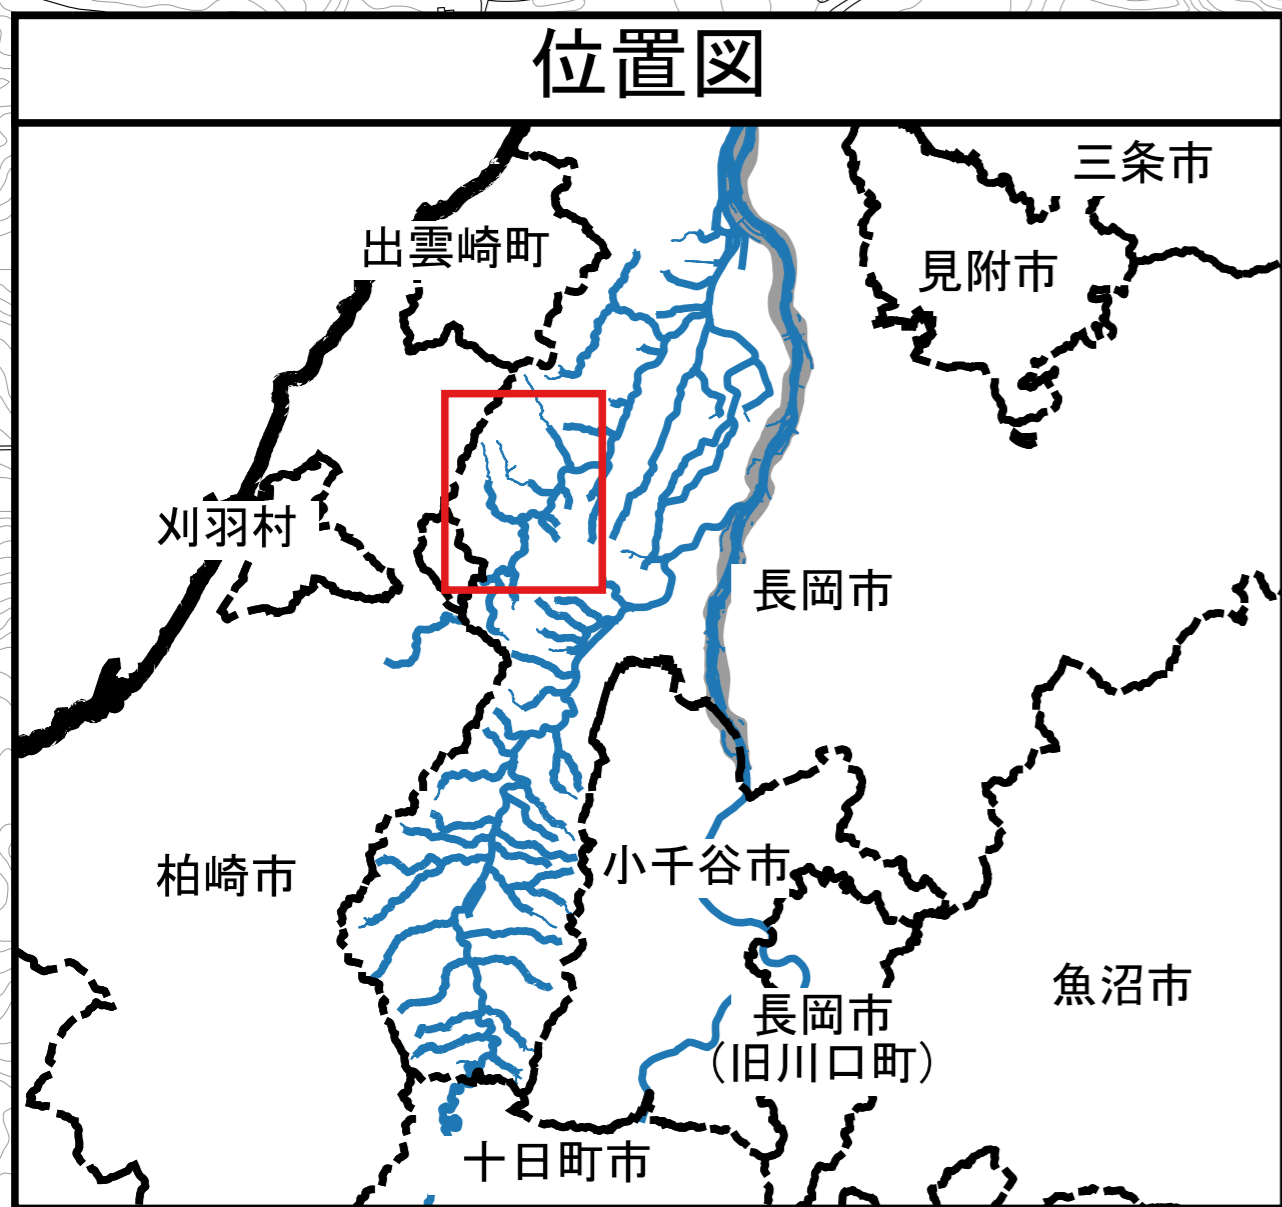 位置図
三条市
出雲崎町
見附市
刈羽村
長岡市
柏崎市
小千谷市
魚沼市
長岡市
（旧川口町）
十日町市